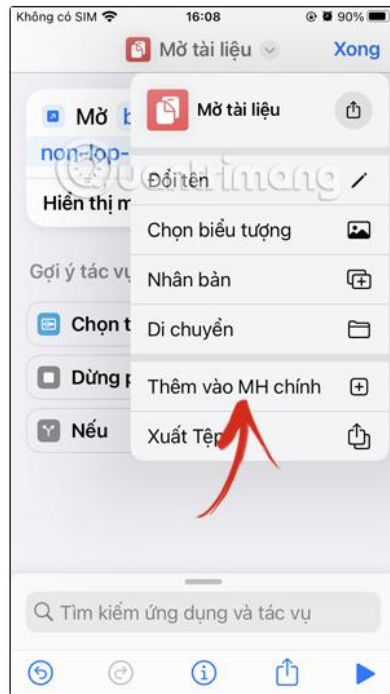 Không có SIM 16:08 90%
Mở tài liệu Xong
Mở
Mở tài liệu
non-lop-
Quantrimang
Đổi tên
Hiển thị m
Chọn biểu tượng
Gợi ý tác vụ
Nhân bản
Chọn t
Di chuyển
Dừng
Thêm vào MH chính
Nếu
Xuất Tệp
Tìm kiếm ứng dụng và tác vụ